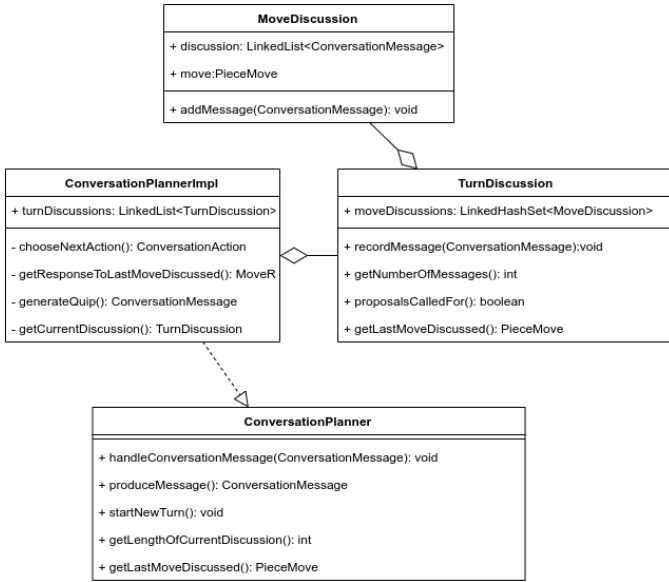 MoveDiscussion
+ discussion: LinkedList<ConversationMessage>
+ move:PieceMove
+ addMessage(ConversationMessage): void
ConversationPlannerImpl
+ turnDiscussions: LinkedList<TurnDiscussion>
- chooseNextAction(): ConversationAction
- getResponseToLastMoveDiscussed(): MoveR
- generateQuip(): ConversationMessage
- getCurrentDiscussion(): TurnDiscussion
TurnDiscussion
+ moveDiscussions: LinkedHashSet<MoveDiscussion>
+ recordMessage(ConversationMessage):void
+ getNumberOfMessages(): int
+ proposalsCalledFor(): boolean
+ getLastMoveDiscussed(): PieceMove
ConversationPlanner
+ handleConversationMessage(ConversationMessage): void
+ produceMessage(): ConversationMessage
+ startNewTurn(): void
+ getLengthOfCurrentDiscussion(): int
+ getLastMoveDiscussed(): PieceMove